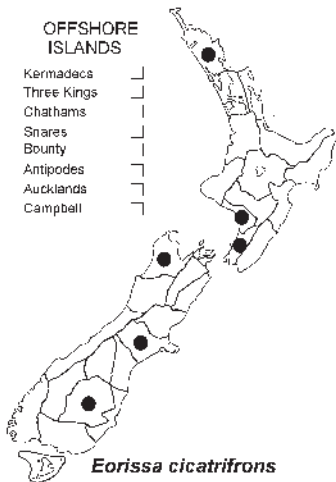 OFFSHORE
ISLANDS
Kermadecs
Three Kings
Chathams
Snares
Bounty
Antipodes
Aucklands
Campbell
Eorissa cicatrifrons